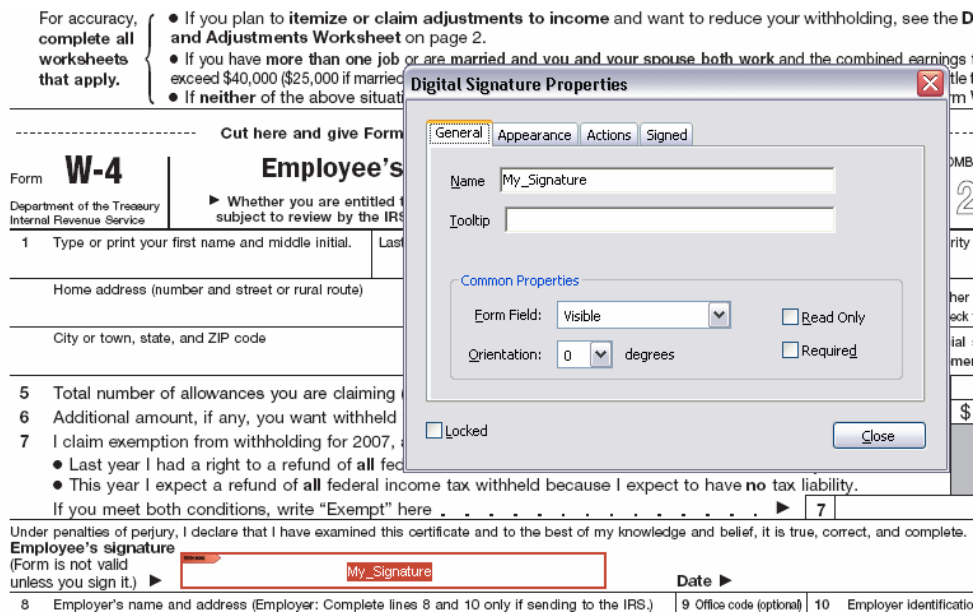 For accuracy, complete all worksheets that apply.
● If you plan to itemize or claim adjustments to income and want to reduce your withholding, see the D
and Adjustments Worksheet on page 2.
● If you have more than one job or are married and you and your spouse both work and the combined earnings
exceed $40,000 ($25,000 if married
● If neither of the above situati
Cut here and give Form
Form W-4
Department of the Treasury
Internal Revenue Service
Employee's
► Whether you are entitled
subject to review by the IRS
OMB
2
1 Type or print your first name and middle initial.
Last
rity
Home address (number and street or rural route)
her
eck
City or town, state, and ZIP code
ial
mer
5 Total number of allowances you are claiming (
6 Additional amount, if any, you want withheld
$
7 I claim exemption from withholding for 2007, a
● Last year I had a right to a refund of all fed
● This year I expect a refund of all federal income tax withheld because I expect to have no tax liability.
If you meet both conditions, write “Exempt” here . . . . . . . . . . . . ► 7
Under penalties of perjury, I declare that I have examined this certificate and to the best of my knowledge and belief, it is true, correct, and complete.
Employee's signature
(Form is not valid
unless you sign it.) ►
My_Signature
Date ►
8 Employer's name and address (Employer: Complete lines 8 and 10 only if sending to the IRS.)
9 Office code (optional)
10 Employer identificatio
Digital Signature Properties
General Appearance Actions Signed
Name My_Signature
Tooltip
Common Properties
Form Field: Visible
Read Only
Orientation: 0 degrees
Required
Locked
Close